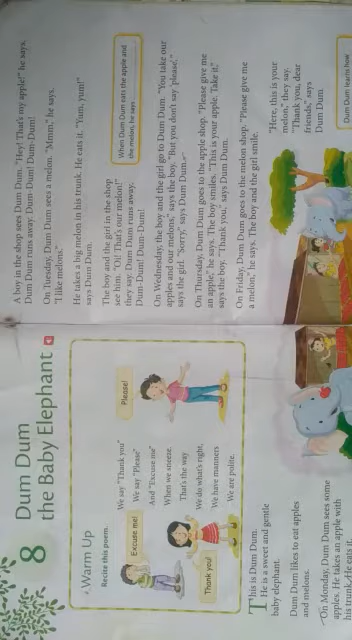 8
Dum Dum
the Baby Elephant
Warm Up
Recite this poem.
Excuse me!
Thank you!
Please!
We say "Thank you"
We say "Please"
And "Excuse me"
When we sneeze.
That's the way
We do what's right,
We have manners
We are polite.
This is Dum Dum.
He is a sweet and gentle
baby elephant.
Dum Dum likes to eat apples
and melons.
On Monday, Dum Dum sees some
apples. He takes an apple with
his trunk. He eats it.
A boy in the shop sees Dum Dum. "Hey! That's my apple!" he says.
Dum Dum runs away. Dum-Dum! Dum-Dum!
On Tuesday, Dum Dum sees a melon. "Mmm," he says,
"I like melons."
He takes a big melon in his trunk. He eats it. "Yum, yum!"
says Dum Dum.
The boy and the girl in the shop
see him. "Oi! That's our melon!"
they say. Dum Dum runs away.
Dum-Dum! Dum-Dum!
When Dum Dum eats the apple and
the melon, he says
On Wednesday, the boy and the girl go to Dum Dum. "You take our
apples and our melons," says the boy. "But you don't say 'please',"
says the girl. "Sorry," says Dum Dum.
On Thursday, Dum Dum goes to the apple shop. "Please give me
an apple," he says. The boy smiles. "This is your apple. Take it,"
says the boy. "Thank you," says Dum Dum.
On Friday, Dum Dum goes to the melon shop. "Please give me
a melon," he says. The boy and the girl smile.
"Here, this is your
melon," they say.
"Thank you, dear
friends," says
Dum Dum.
Dum Dum learns how